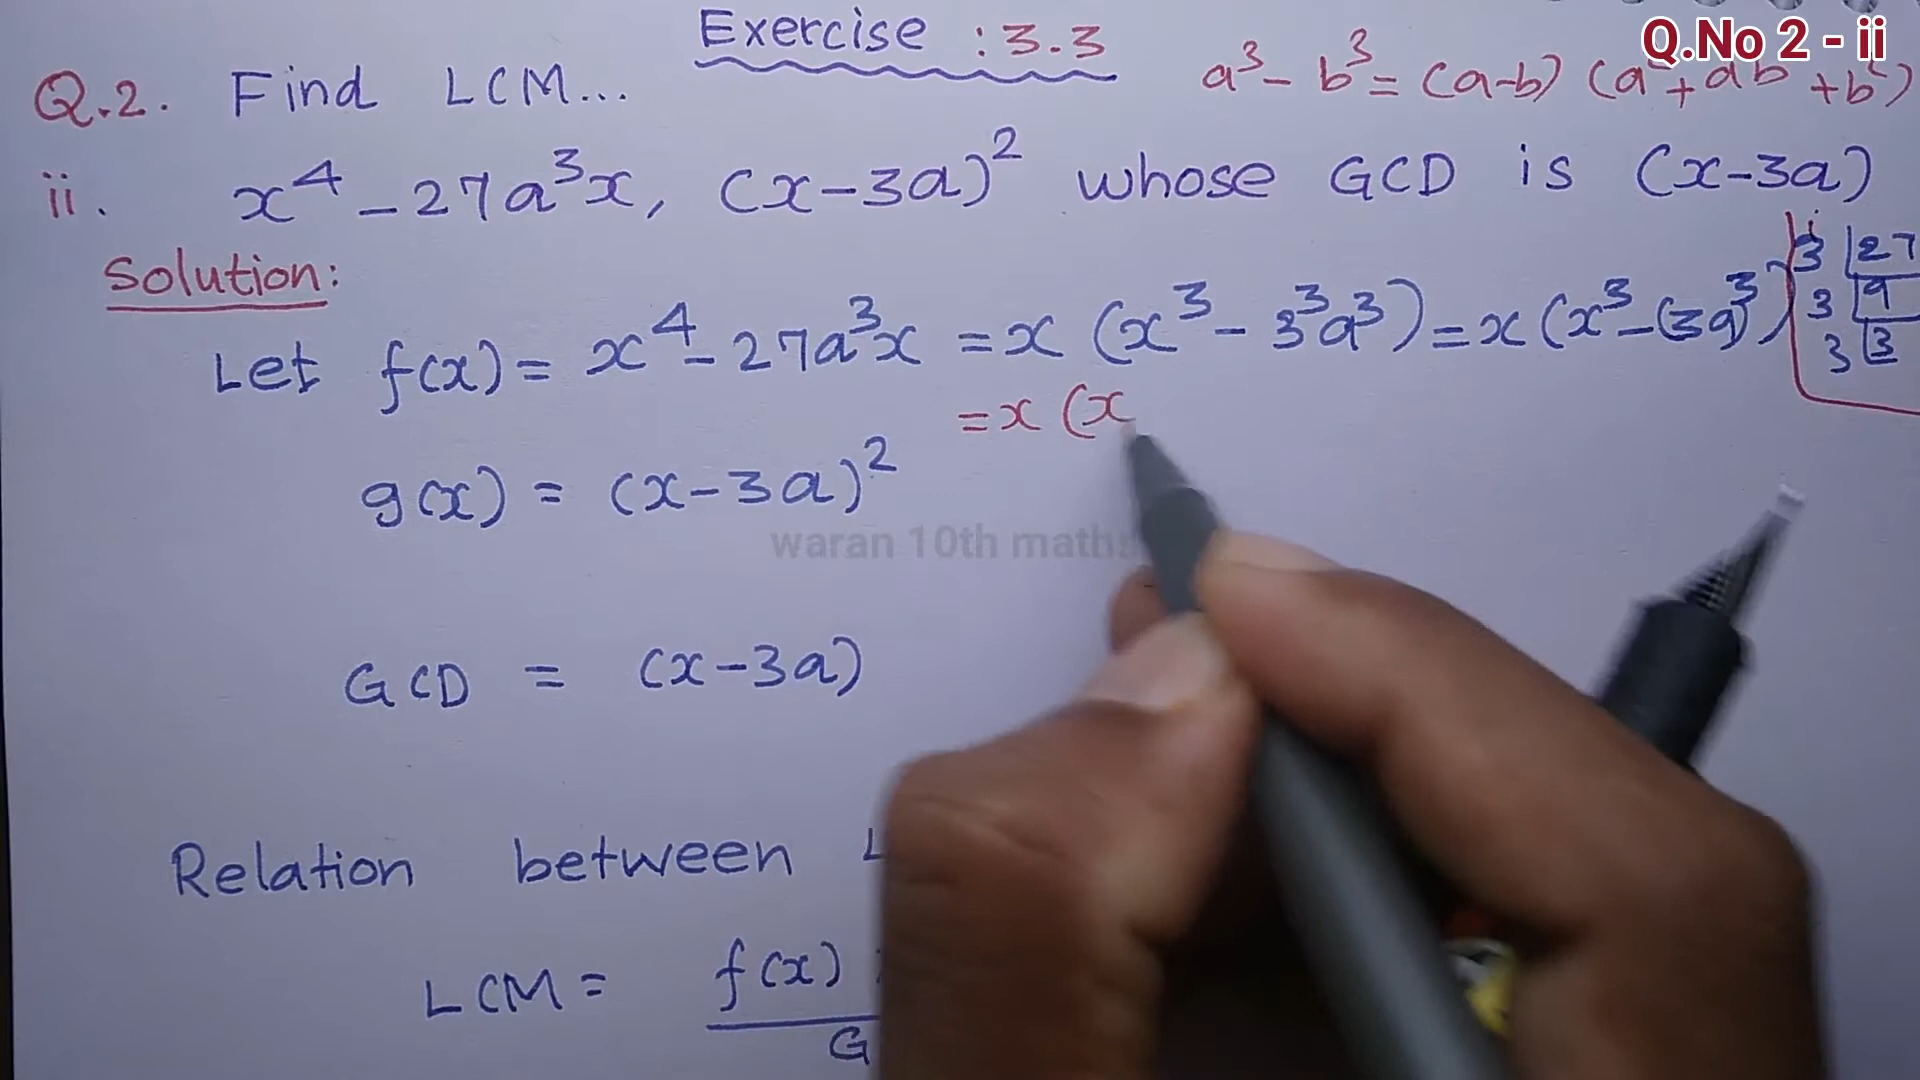 Q.No 2 - ii
Exercise : 3.3
a³ - b³ = (a-b) (a²+ab+b²)
Q.2. Find LCM...
ii. x⁴ - 27a³x, (x-3a)² whose GCD is (x-3a)
Solution:
3 | 27
3 | 9
3 | 3
Let f(x) = x⁴ - 27a³x = x (x³ - 3³a³) = x (x³ - (3a)³)
= x (x
g(x) = (x-3a)²
waran 10th maths
GCD = (x-3a)
Relation between L
LCM = f(x)
G